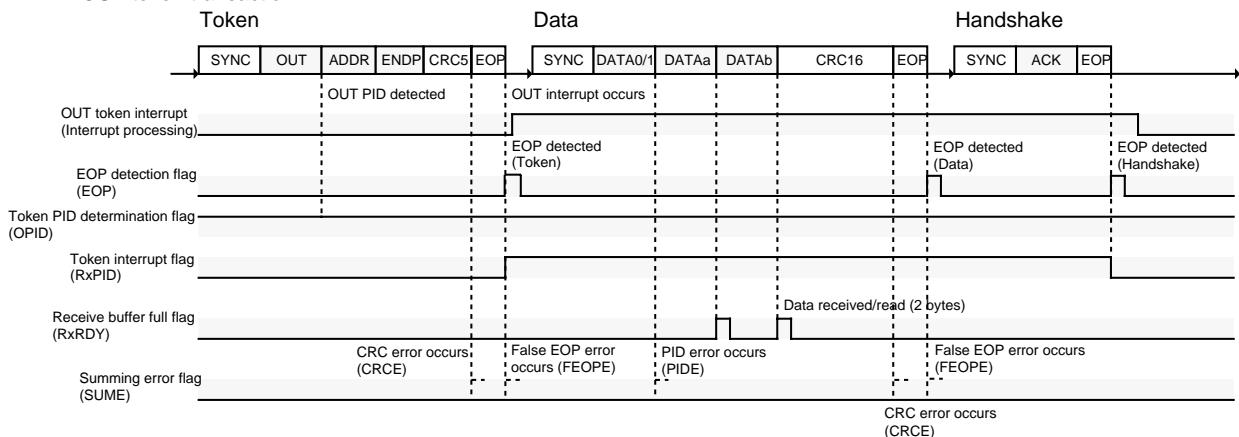 Token Data Handshake
SYNC OUT ADDR ENDP CRC5 EOP SYNC DATA0/1 DATAa DATAb CRC16 EOP SYNC ACK EOP
OUT PID detected OUT interrupt occurs
OUT token interrupt
(Interrupt processing)
EOP detected
(Token)
EOP detected
(Data)
EOP detected
(Handshake)
EOP detection flag
(EOP)
Token PID determination flag
(OPID)
Token interrupt flag
(RxPID)
Data received/read (2 bytes)
Receive buffer full flag
(RxRDY)
CRC error occurs
(CRCE)
False EOP error
occurs (FEOPE)
PID error occurs
(PIDE)
False EOP error occurs
(FEOPE)
Summing error flag
(SUME)
CRC error occurs
(CRCE)